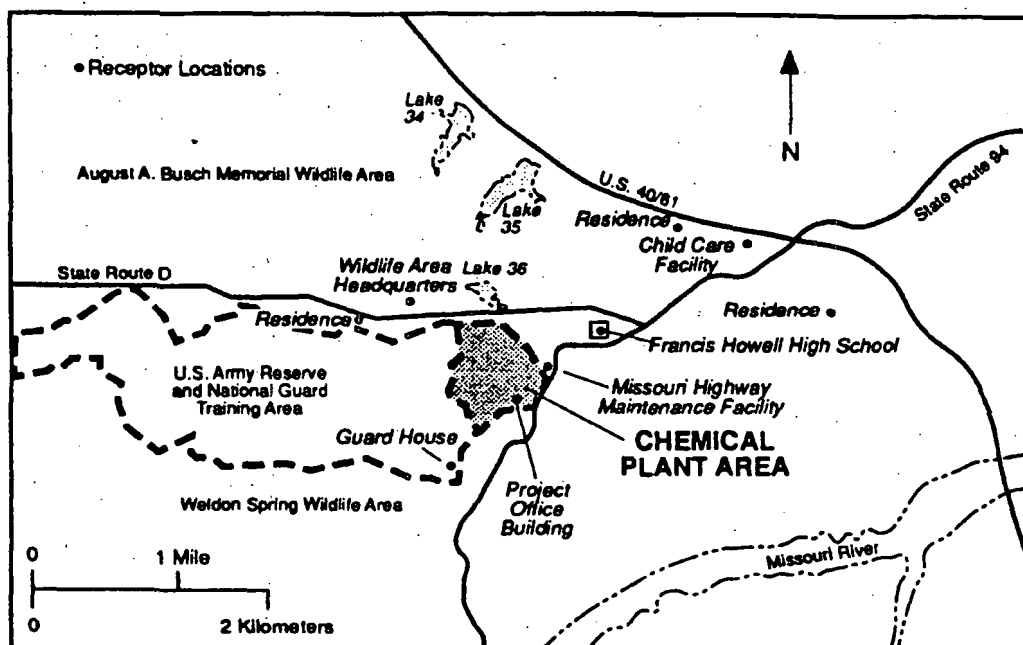 Receptor Locations
Lake
34
N
August A. Busch Memorial Wildlife Area
Lake
35
U.S. 40/61
State Route 94
Residence
Child Care
Facility
State Route D
Wildlife Area
Headquarters
Lake 36
Residence
Residence
Francis Howell High School
U.S. Army Reserve
and National Guard
Training Area
Missouri Highway
Maintenance Facility
Guard House
CHEMICAL
PLANT AREA
Project
Office
Building
Weldon Spring Wildlife Area
Missouri River
0
1 Mile
0
2 Kilometers